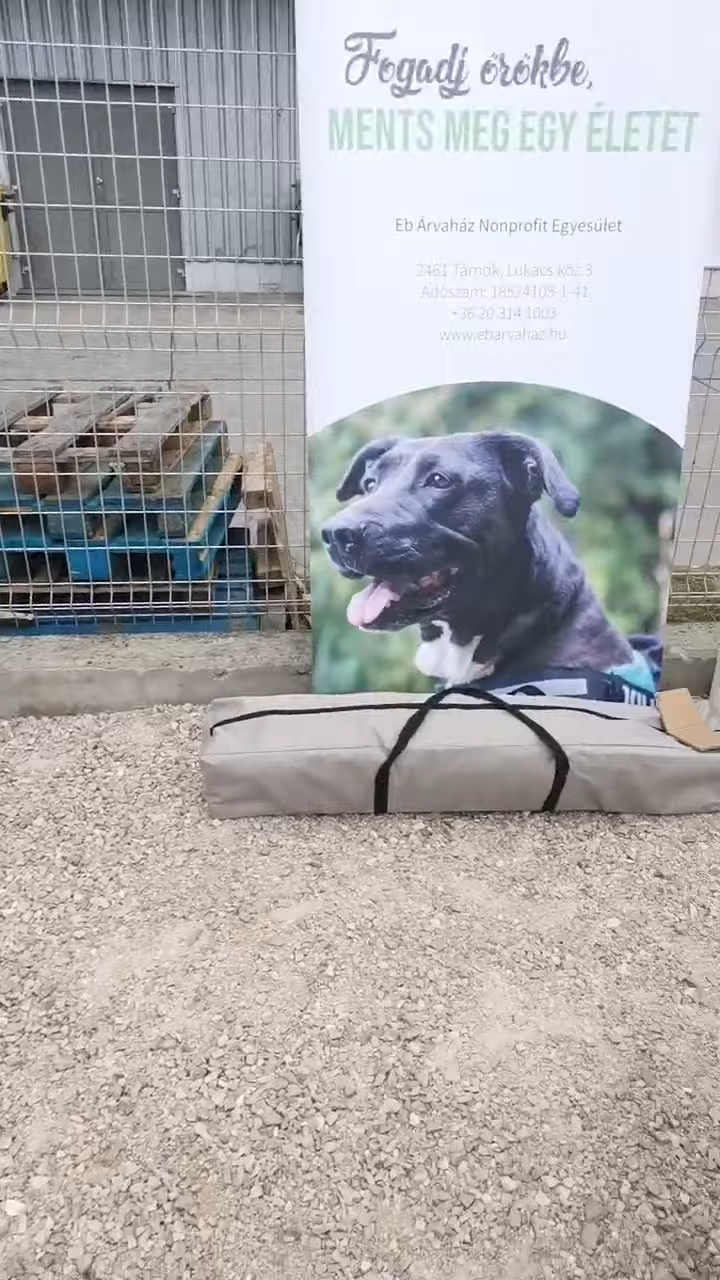 Fogadj örökbe,
MENTS MEG EGY ÉLETET
Eb Árvaház Nonprofit Egyesület
2461 Tárnok, Lukács köz 3
Adószám: 18524103-1-41
+36 20 314 1003
www.ebarvahaz.hu